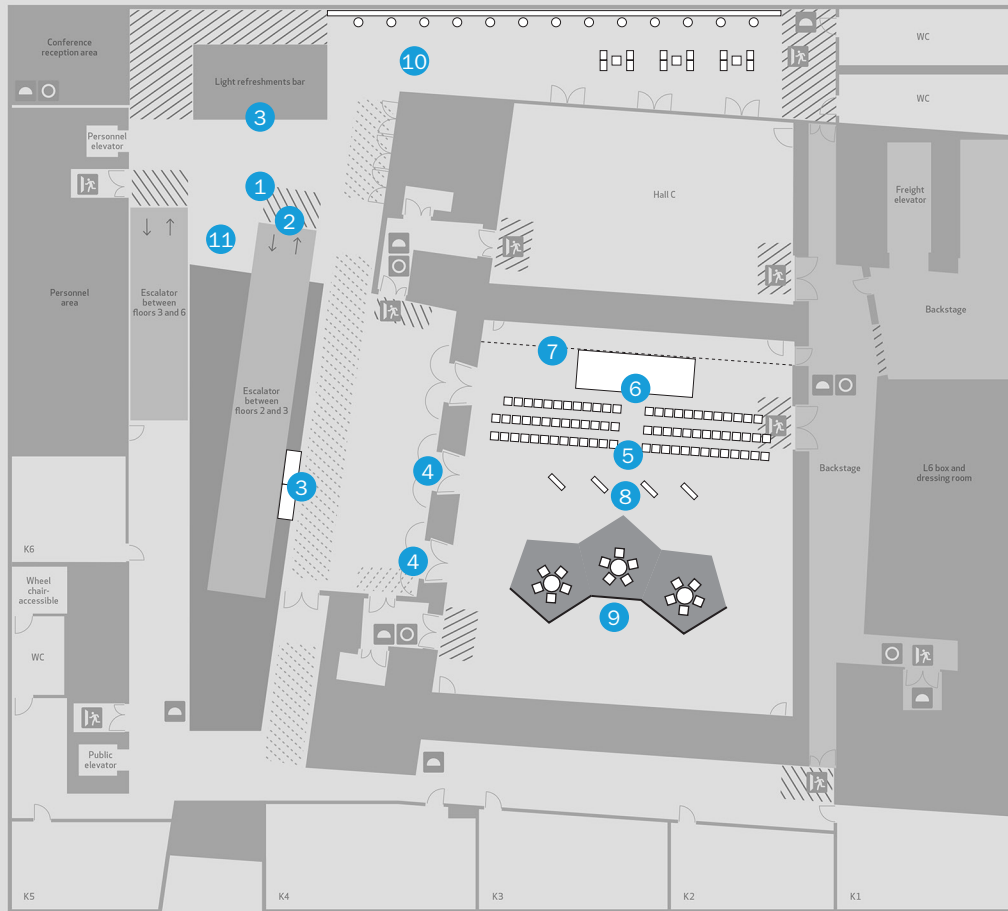 Conference
reception area
Light refreshments bar
10
WC
WC
3
Personnel
elevator
1
2
11
Hall C
Freight
elevator
Personnel
area
Escalator
between
floors 3 and 6
Backstage
7
6
Escalator
between
floors 2 and 3
5
4
3
8
Backstage
L6 box and
dressing room
K6
4
Wheel
chair-
accessible
9
WC
Public
elevator
K5
K4
K3
K2
K1